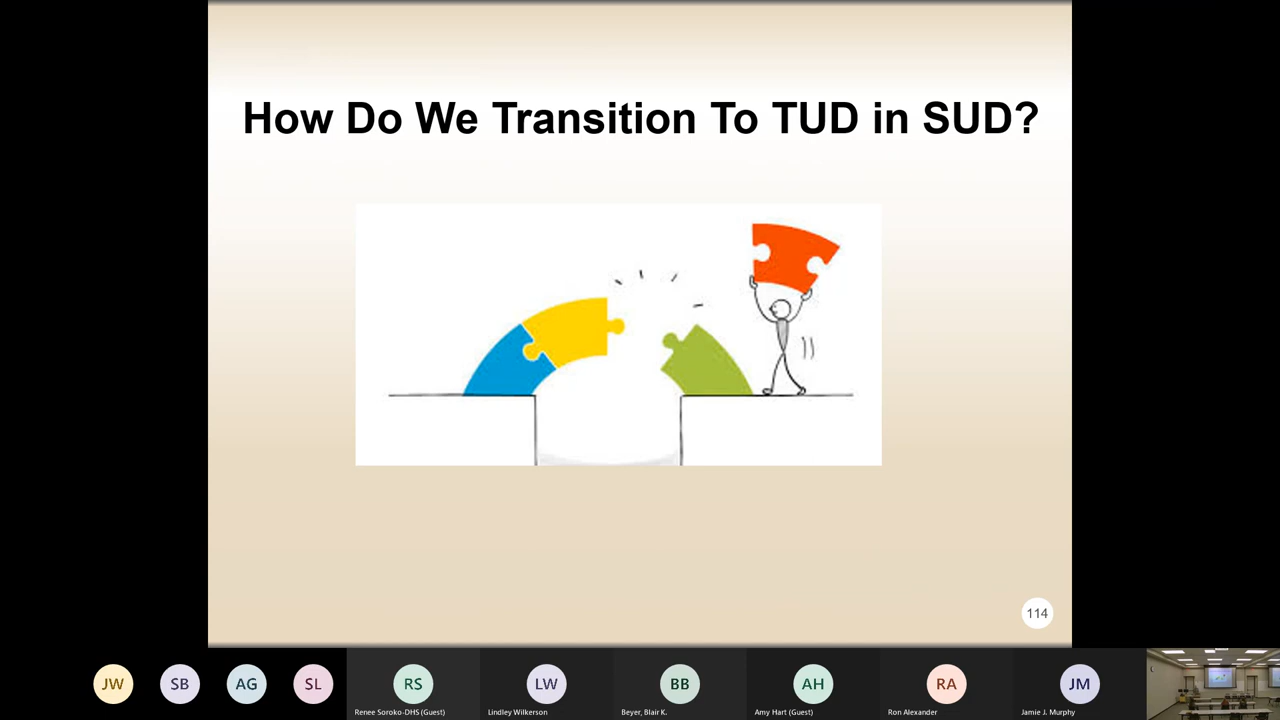 How Do We Transition To TUD in SUD?
114
JW
SB
AG
SL
RS
LW
BB
AH
RA
JM
Renee Soroko-DHS (Guest)
Lindley Wilkerson
Beyer, Blair K.
Amy Hart (Guest)
Ron Alexander
Jamie J. Murphy